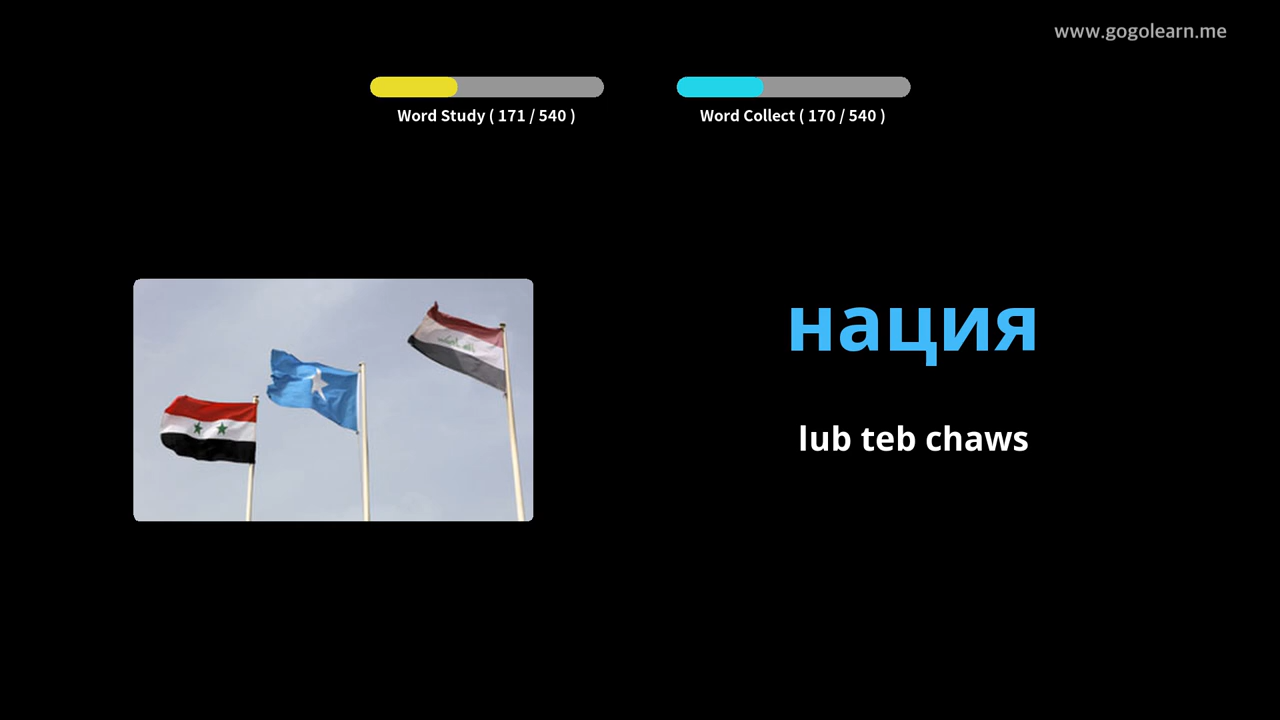 www.gogolearn.me
Word Study ( 171 / 540 )
Word Collect ( 170 / 540 )
нация
lub teb chaws